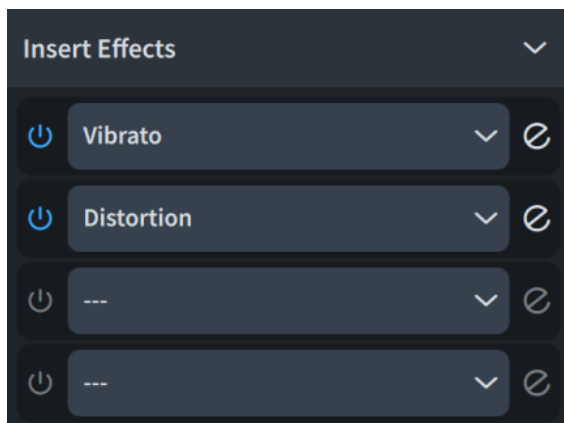 Insert Effects
Vibrato
Distortion
---
---